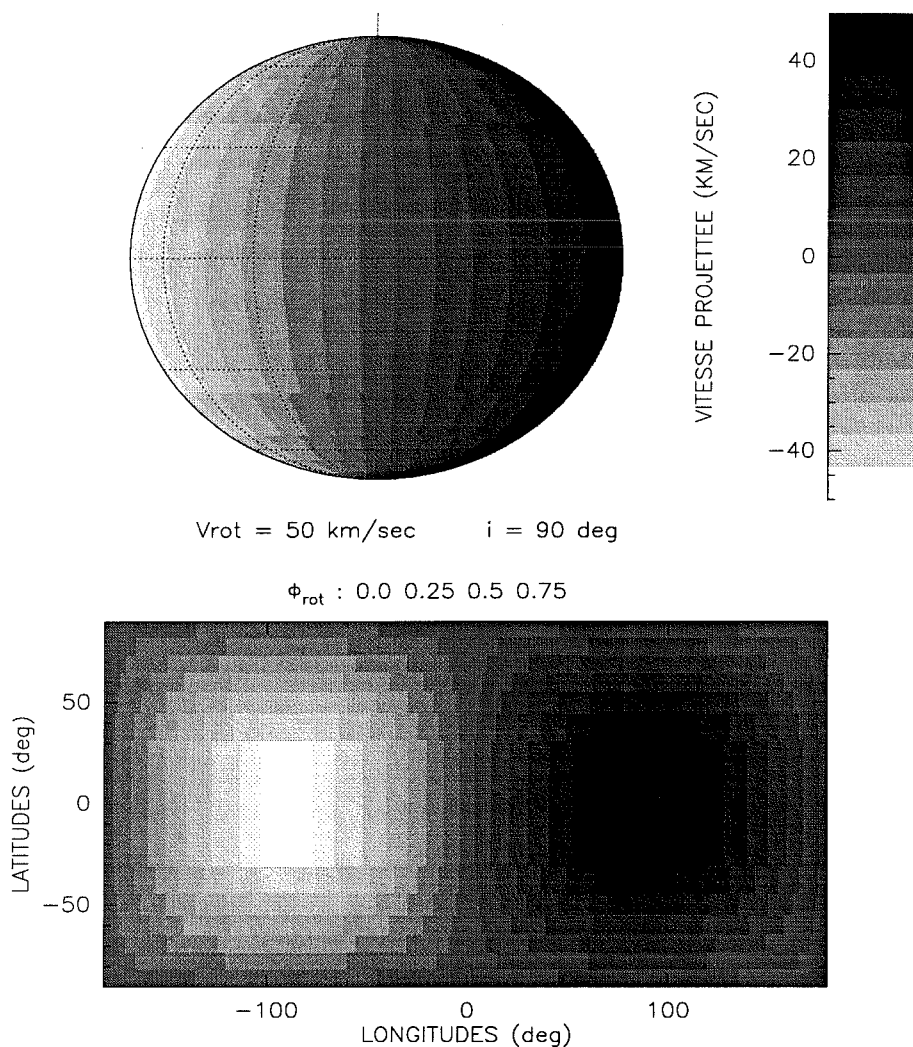 40
20
0
−20
−40
VITESSE PROJETTEE (KM/SEC)
Vrot = 50 km/sec i = 90 deg
Φrot : 0.0 0.25 0.5 0.75
50
0
−50
LATITUDES (deg)
−100 0 100
LONGITUDES (deg)